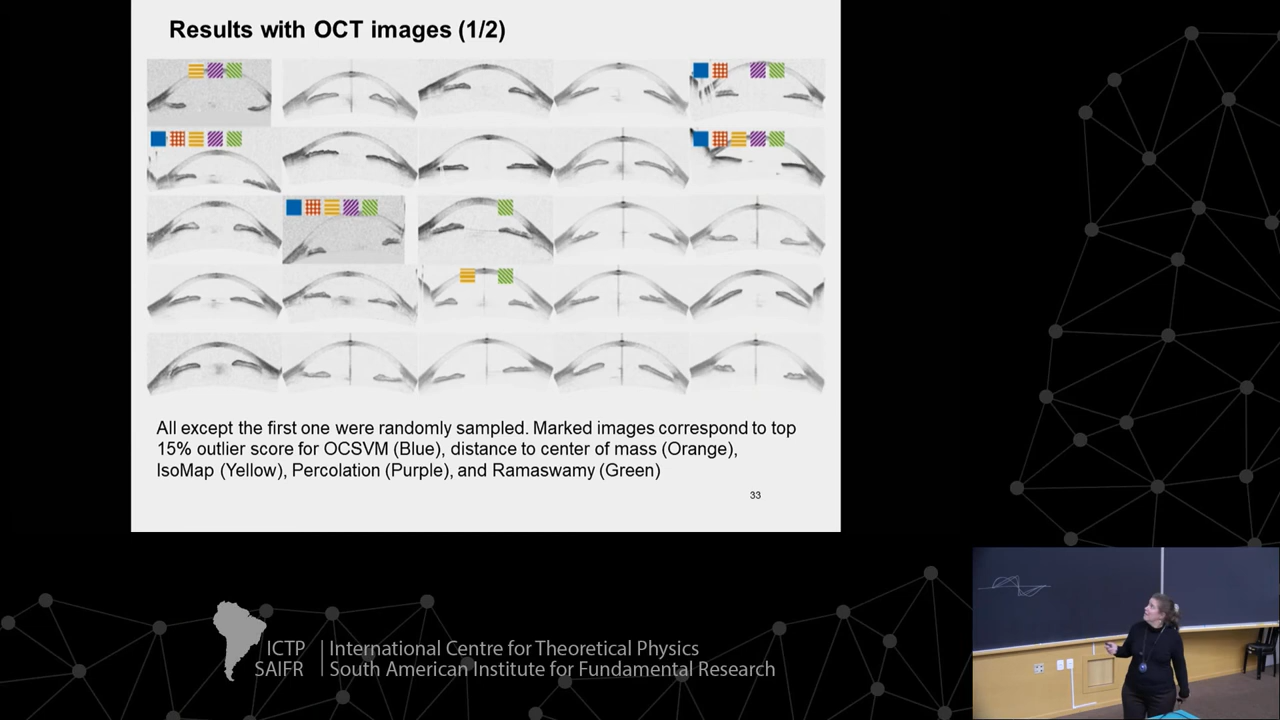 Results with OCT images (1/2)
All except the first one were randomly sampled. Marked images correspond to top
15% outlier score for OCSVM (Blue), distance to center of mass (Orange),
IsoMap (Yellow), Percolation (Purple), and Ramaswamy (Green)
33
ICTP
SAIFR
International Centre for Theoretical Physics
South American Institute for Fundamental Research